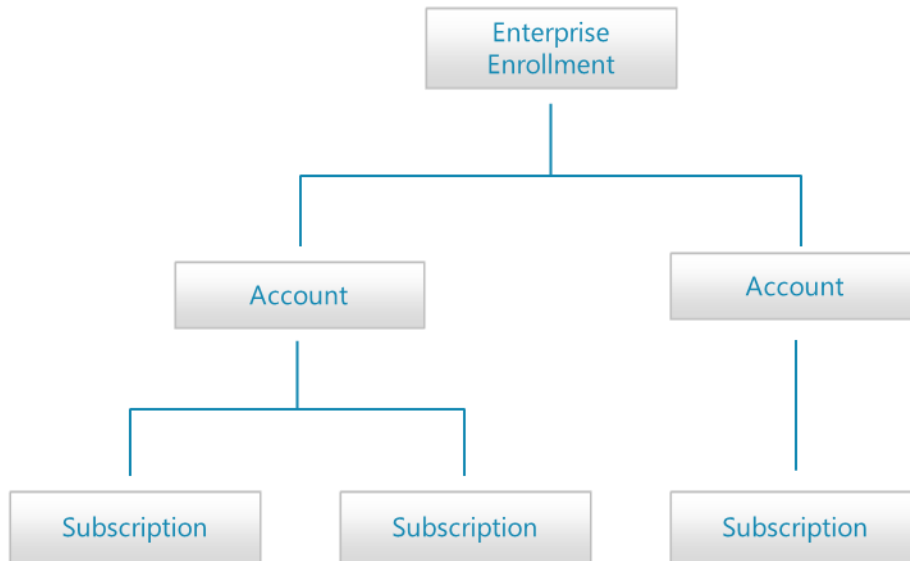 Enterprise
Enrollment
Account
Account
Subscription
Subscription
Subscription